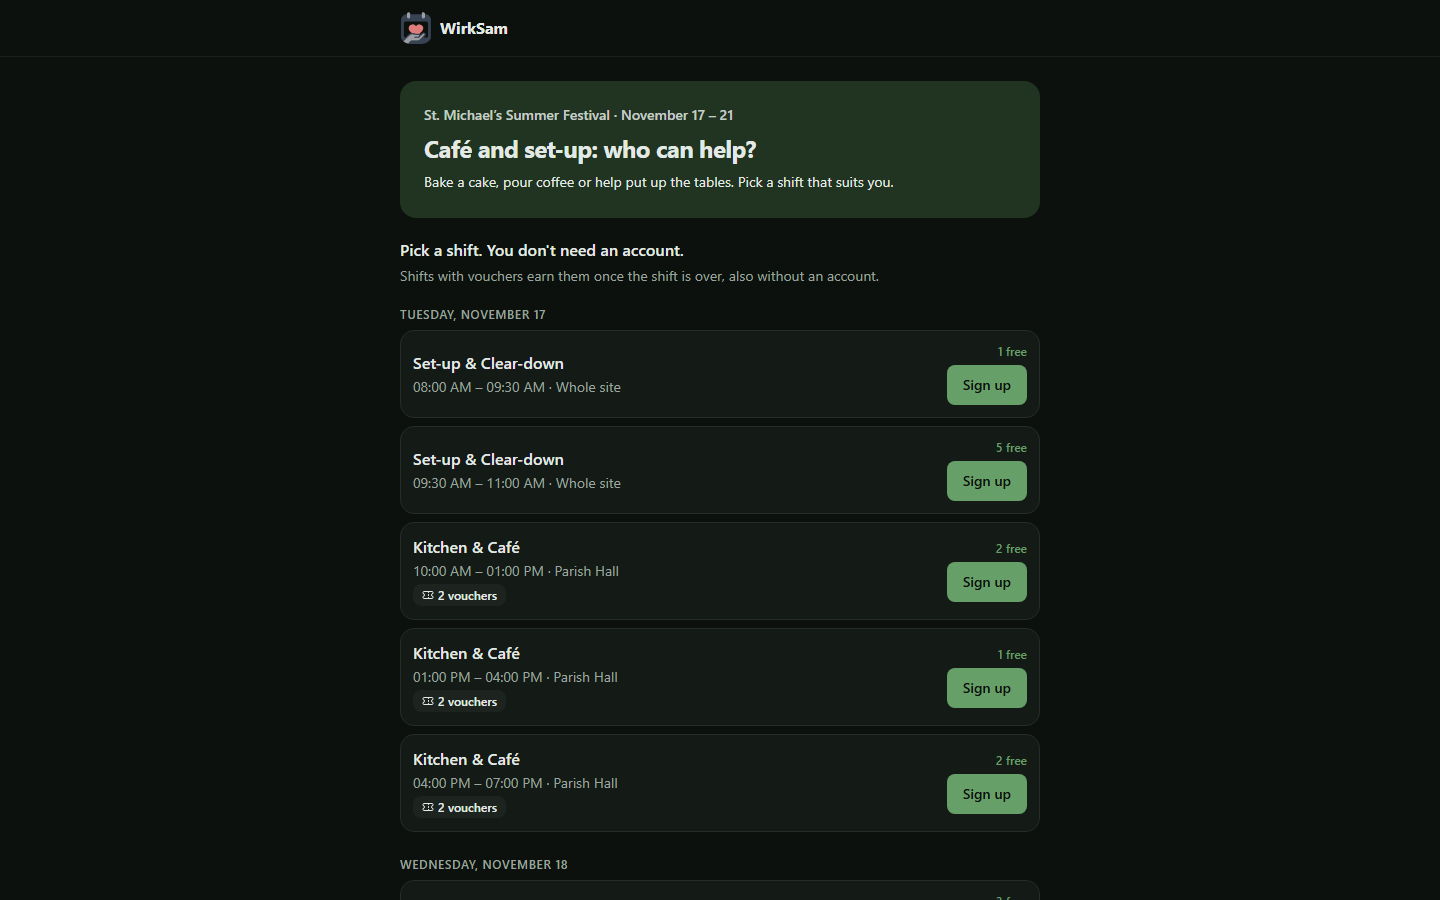 WirkSam
St. Michael's Summer Festival · November 17 – 21
Café and set-up: who can help?
Bake a cake, pour coffee or help put up the tables. Pick a shift that suits you.
Pick a shift. You don't need an account.
Shifts with vouchers earn them once the shift is over, also without an account.
TUESDAY, NOVEMBER 17
Set-up & Clear-down
08:00 AM – 09:30 AM · Whole site
1 free
Sign up
Set-up & Clear-down
09:30 AM – 11:00 AM · Whole site
5 free
Sign up
Kitchen & Café
10:00 AM – 01:00 PM · Parish Hall
2 vouchers
2 free
Sign up
Kitchen & Café
01:00 PM – 04:00 PM · Parish Hall
2 vouchers
1 free
Sign up
Kitchen & Café
04:00 PM – 07:00 PM · Parish Hall
2 vouchers
2 free
Sign up
WEDNESDAY, NOVEMBER 18